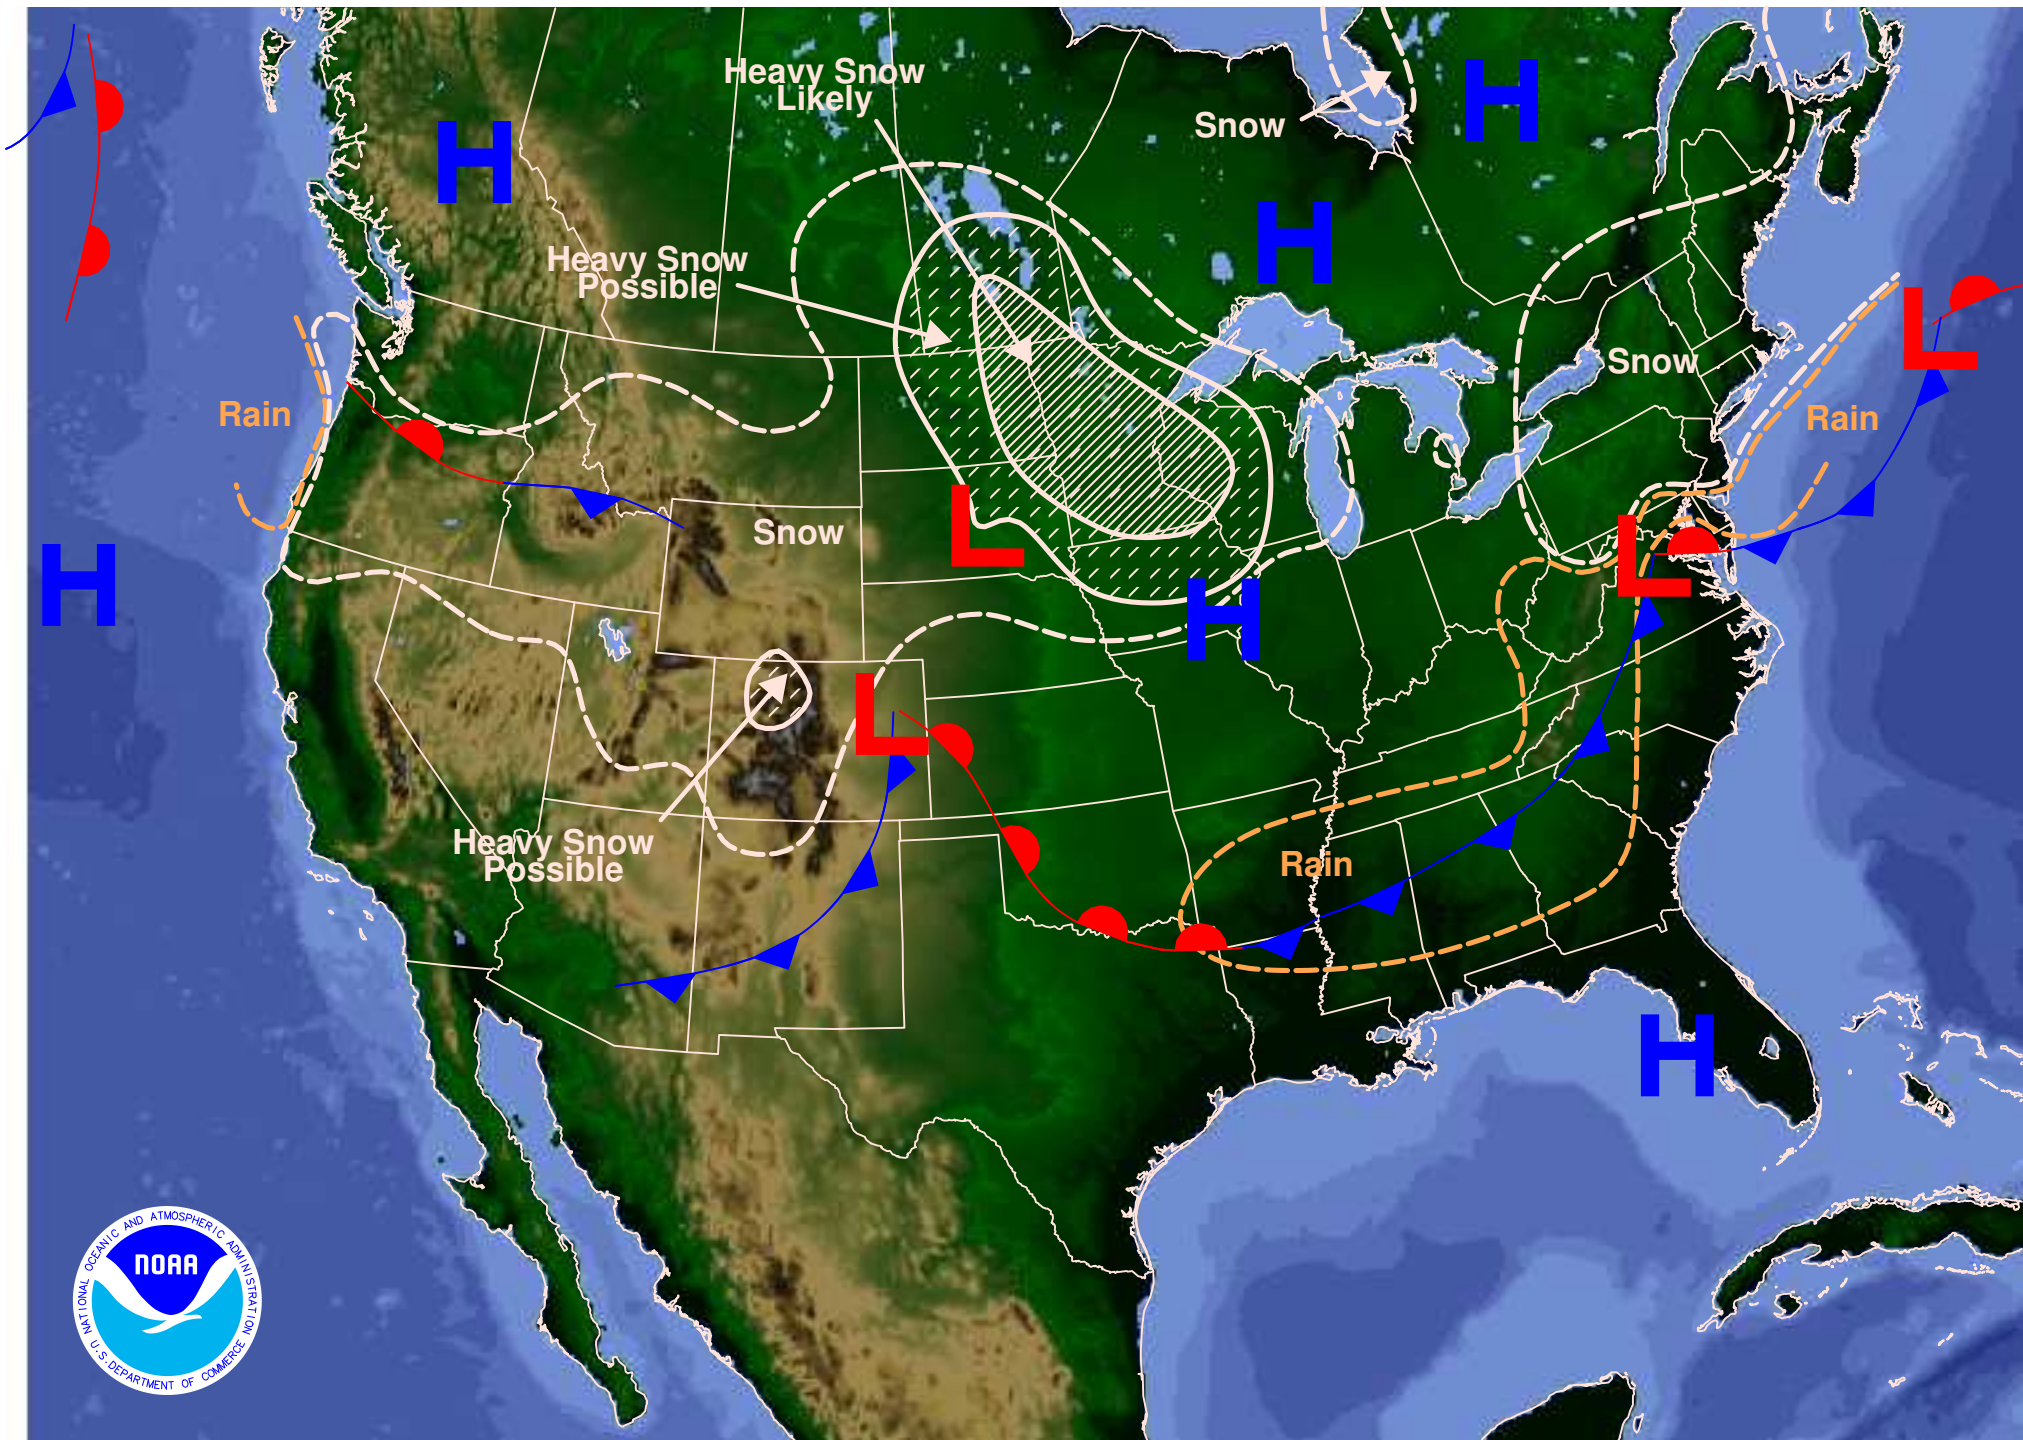 Heavy Snow
Likely
H
Snow
H
H
Heavy Snow
Possible
L
Snow
Rain
Rain
L
Snow
L
H
H
L
Heavy Snow
Possible
Rain
H
NATIONAL OCEANIC AND ATMOSPHERIC ADMINISTRATION
NOAA
U.S. DEPARTMENT OF COMMERCE